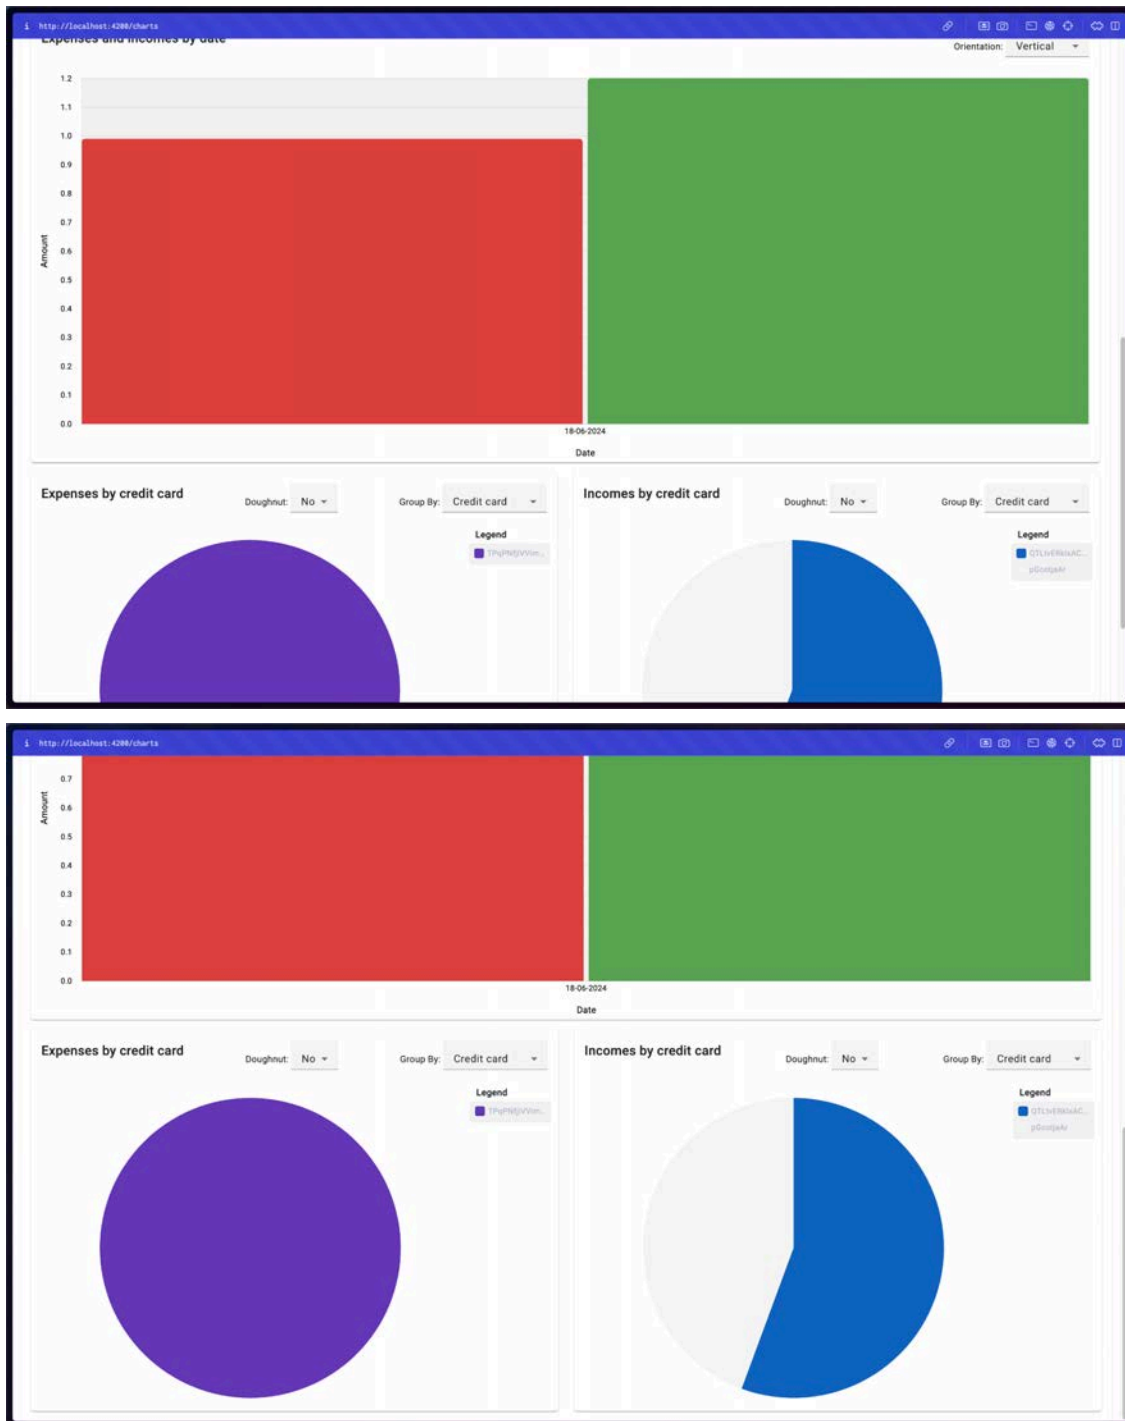 i http://localhost:4200/charts
Expenses and incomes by date
Orientation: Vertical
1.2
1.1
1.0
0.9
0.8
0.7
0.6
0.5
0.4
0.3
0.2
0.1
0.0
Amount
18-06-2024
Date
Expenses by credit card
Doughnut: No
Group By: Credit card
Legend
Incomes by credit card
Doughnut: No
Group By: Credit card
Legend
i http://localhost:4200/charts
0.7
0.6
0.5
0.4
0.3
0.2
0.1
0.0
Amount
18-06-2024
Date
Expenses by credit card
Doughnut: No
Group By: Credit card
Legend
Incomes by credit card
Doughnut: No
Group By: Credit card
Legend